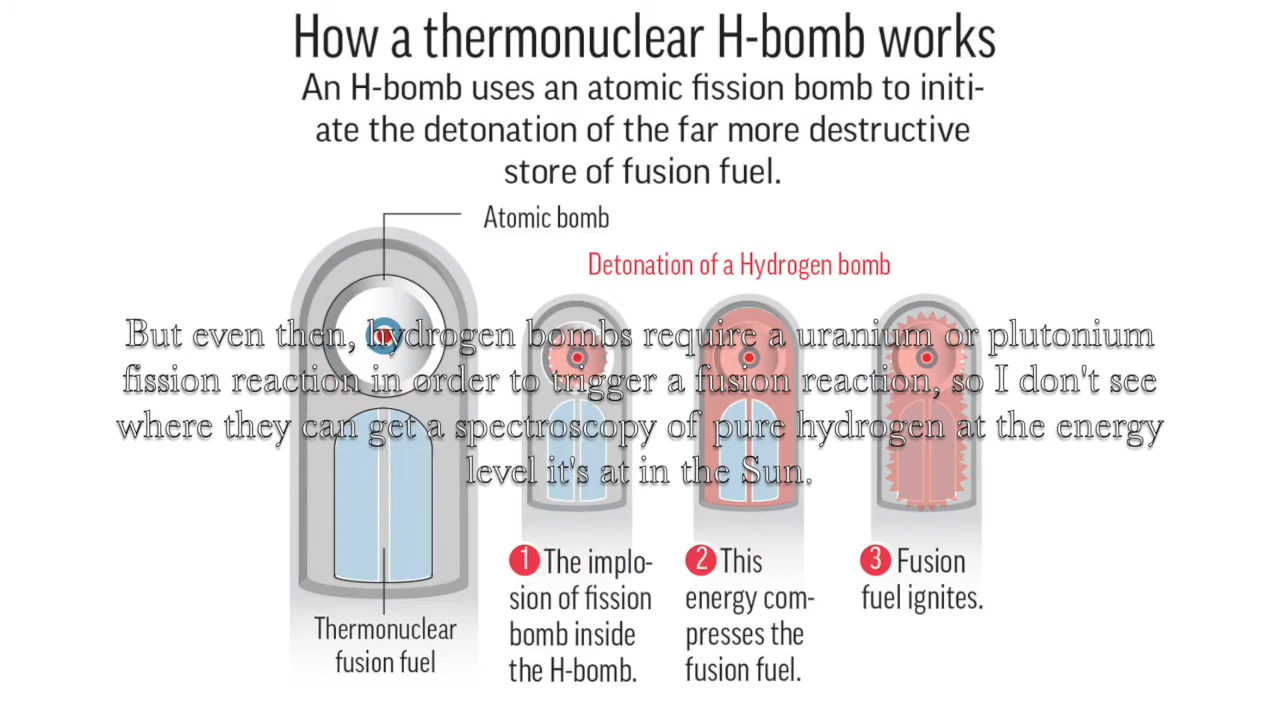 How a thermonuclear H-bomb works
An H-bomb uses an atomic fission bomb to initi-
ate the detonation of the far more destructive
store of fusion fuel.
Atomic bomb
Detonation of a Hydrogen bomb
But even then, hydrogen bombs require a uranium or plutonium
fission reaction in order to trigger a fusion reaction, so I don't see
where they can get a spectroscopy of pure hydrogen at the energy
level it's at in the Sun.
Thermonuclear
fusion fuel
1 The implo-
sion of fission
bomb inside
the H-bomb.
2 This
energy com-
presses the
fusion fuel.
3 Fusion
fuel ignites.